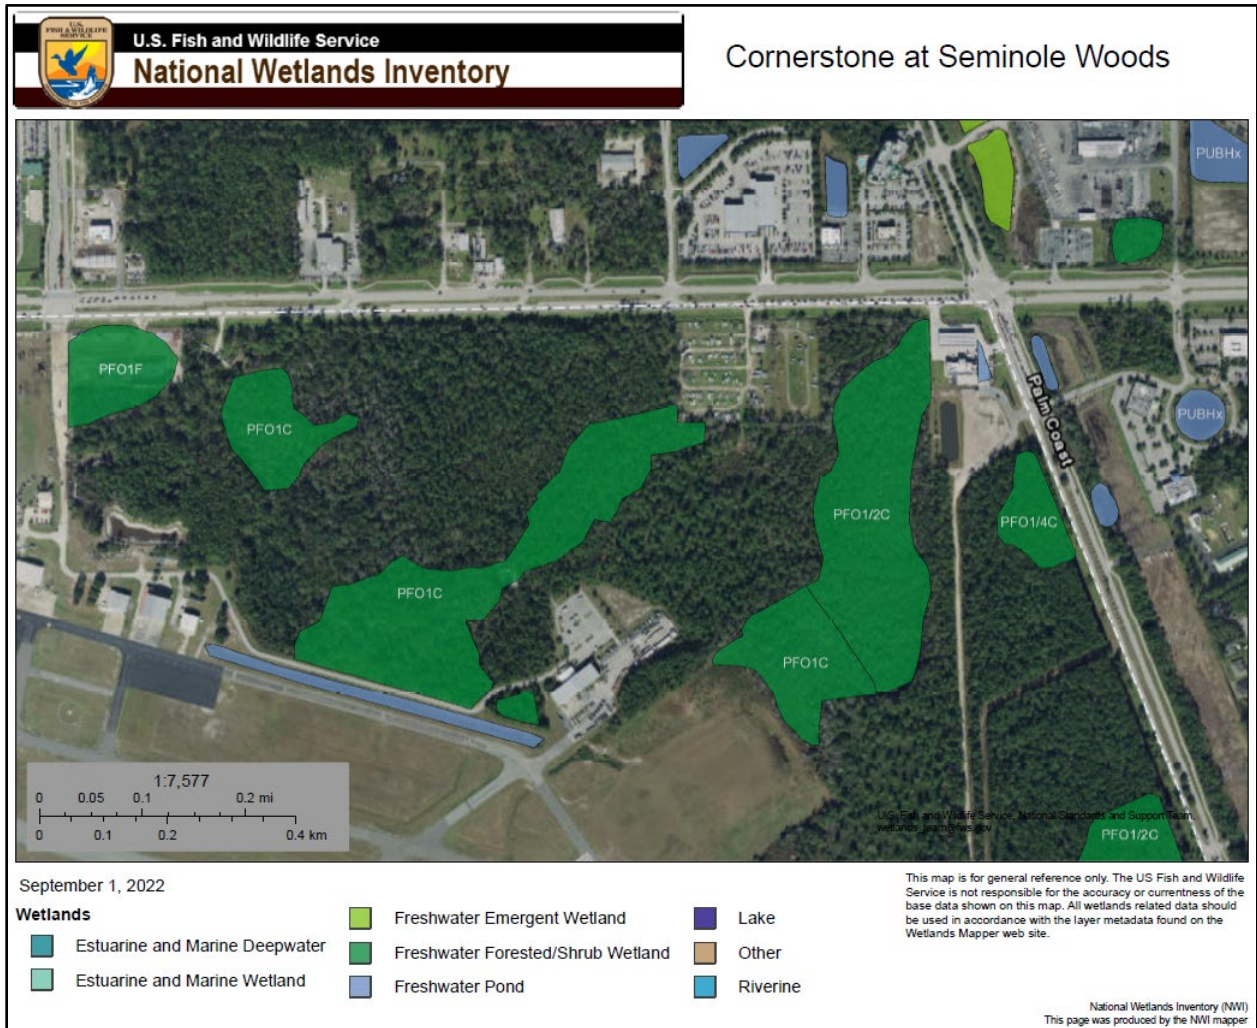 U.S.
FISH & WILDLIFE
SERVICE
U.S. Fish and Wildlife Service
National Wetlands Inventory
Cornerstone at Seminole Woods
PUBHx
PFO1F
PFO1C
Palm Coast
PUBHx
PFO1/2C
PFO1/4C
PFO1C
PFO1C
1:7,577
0 0.05 0.1 0.2 mi
0 0.1 0.2 0.4 km
U.S. Fish and Wildlife Service, National Standards and Support Team,
wetlands_team@fws.gov
PFO1/2C
September 1, 2022
Wetlands
Estuarine and Marine Deepwater
Estuarine and Marine Wetland
Freshwater Emergent Wetland
Freshwater Forested/Shrub Wetland
Freshwater Pond
Lake
Other
Riverine
This map is for general reference only. The US Fish and Wildlife
Service is not responsible for the accuracy or currentness of the
base data shown on this map. All wetlands related data should
be used in accordance with the layer metadata found on the
Wetlands Mapper web site.
National Wetlands Inventory (NWI)
This page was produced by the NWI mapper